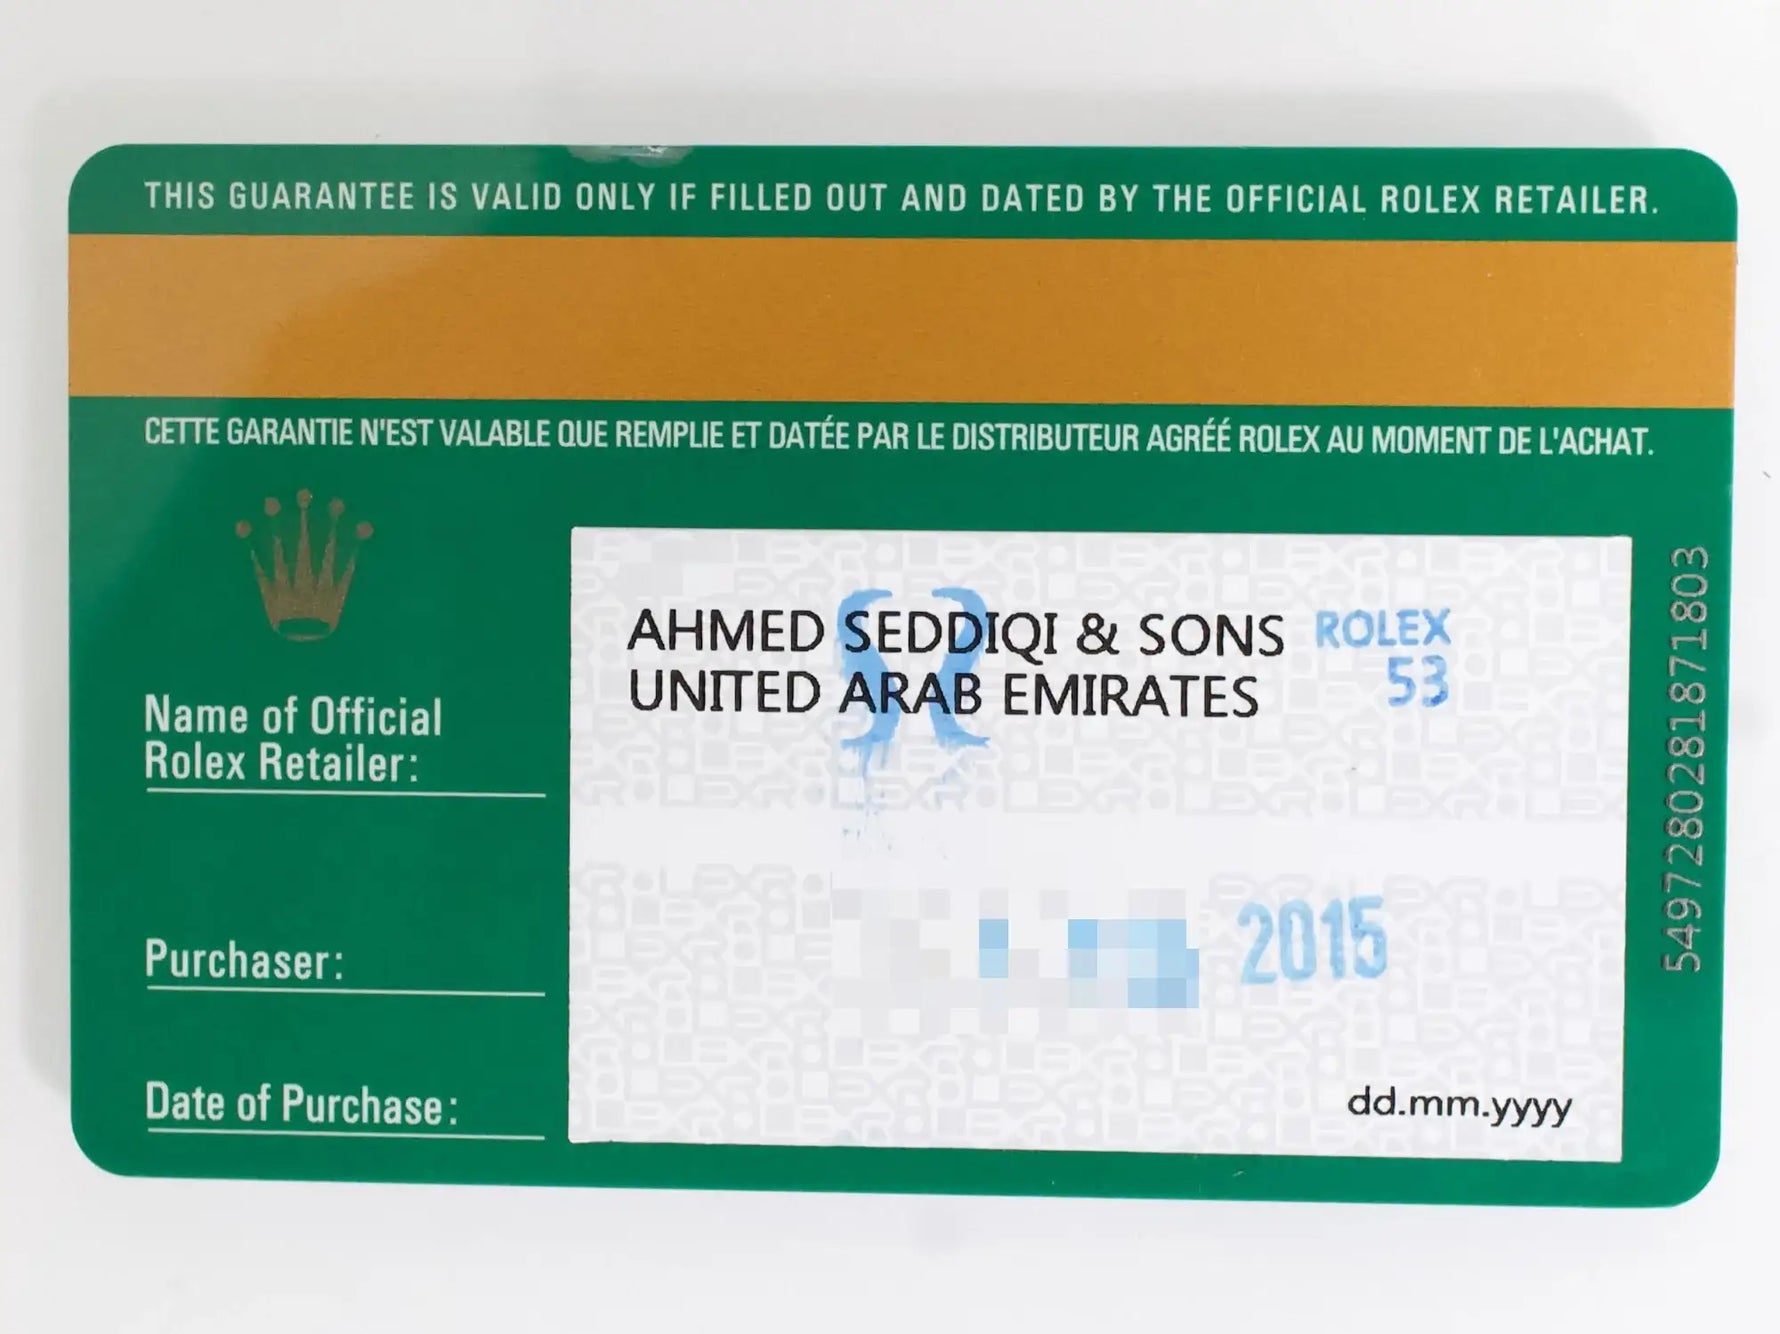 THIS GUARANTEE IS VALID ONLY IF FILLED OUT AND DATED BY THE OFFICIAL ROLEX RETAILER.
CETTE GARANTIE N'EST VALABLE QUE REMPLIE ET DATÉE PAR LE DISTRIBUTEUR AGRÉÉ ROLEX AU MOMENT DE L'ACHAT.
Name of Official
Rolex Retailer:
AHMED SEDDIQI & SONS
UNITED ARAB EMIRATES
ROLEX
53
Purchaser:
2015
Date of Purchase:
dd.mm.yyyy
5497280281871803